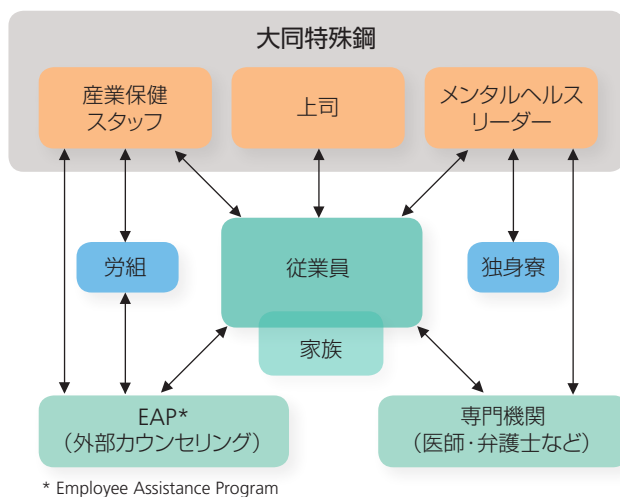 大同特殊鋼
産業保健
スタッフ
上司
メンタルヘルス
リーダー
労組
従業員
独身寮
家族
EAP*
（外部カウンセリング）
専門機関
（医師・弁護士など）
* Employee Assistance Program